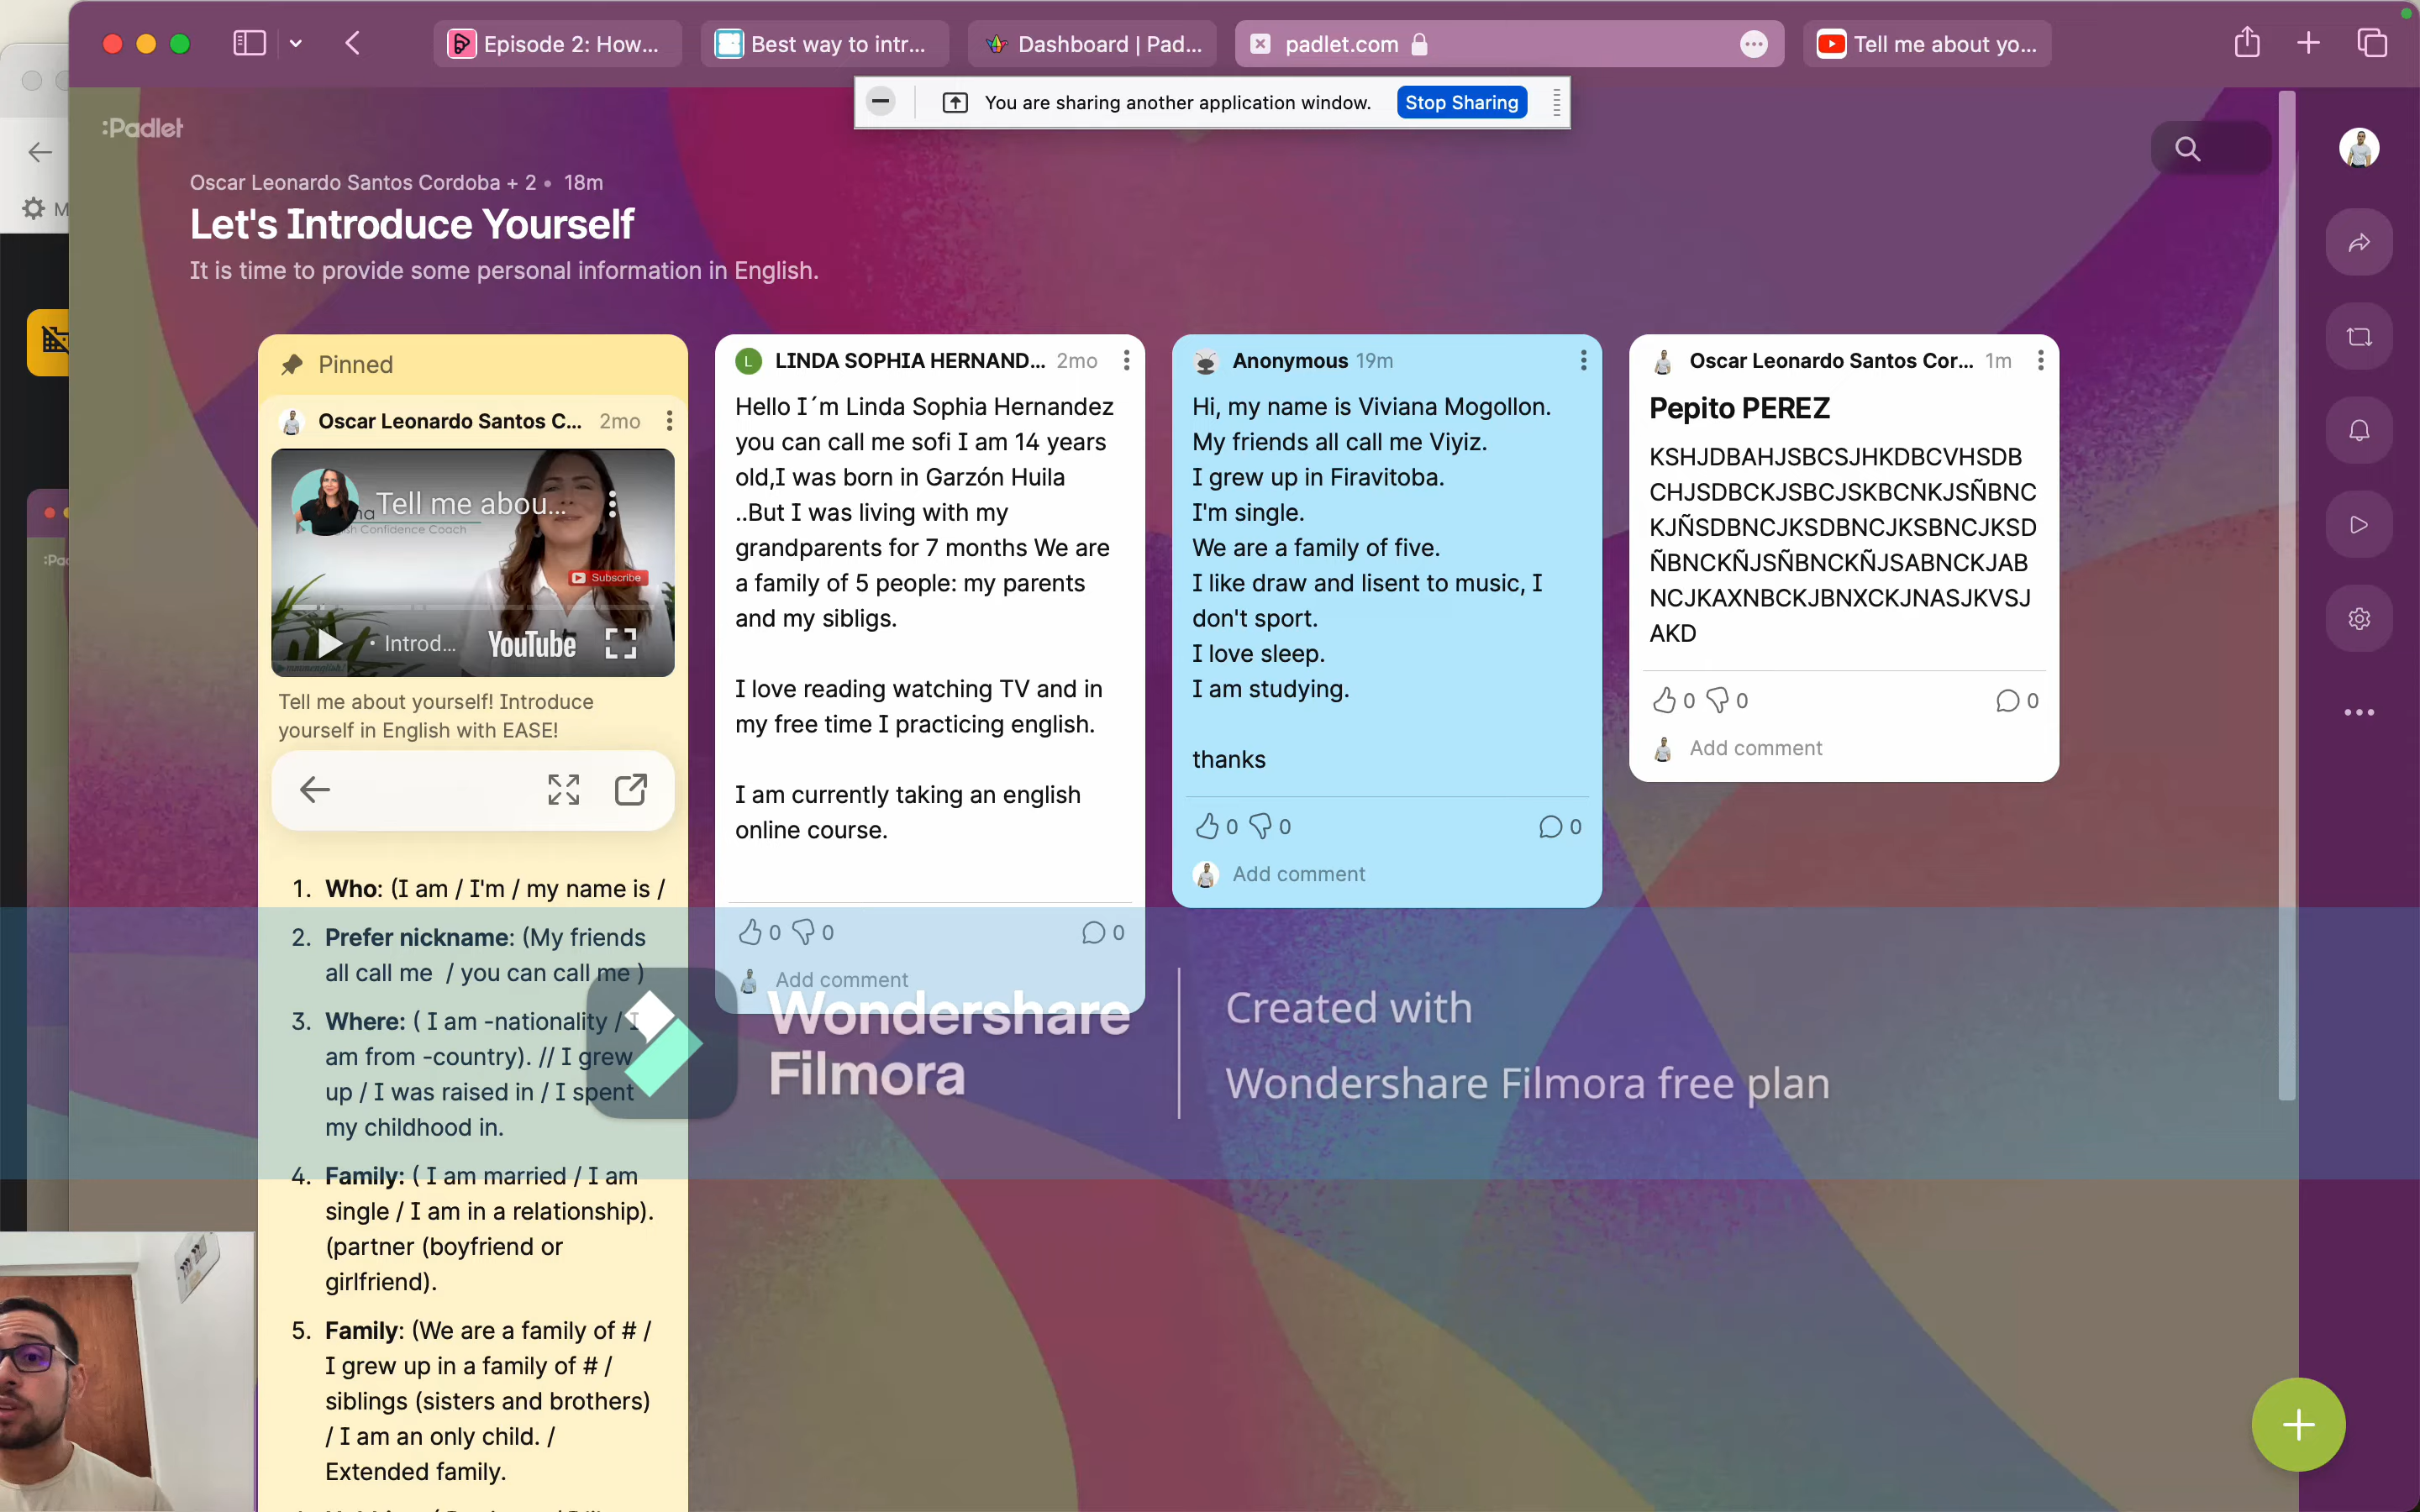 Episode 2: How...
Best way to intr...
Dashboard | Pad...
padlet.com
Tell me about yo...
You are sharing another application window.
Stop Sharing
:Padlet
Oscar Leonardo Santos Cordoba + 2 • 18m
Let's Introduce Yourself
It is time to provide some personal information in English.
Pinned
Oscar Leonardo Santos C... 2mo
Tell me abou...
Confidence Coach
Subscribe
• Introd...
YouTube
Tell me about yourself! Introduce
yourself in English with EASE!
1. Who: (I am / I'm / my name is /
2. Prefer nickname: (My friends
all call me / you can call me )
3. Where: ( I am -nationality / I
am from -country). // I grew
up / I was raised in / I spent
my childhood in.
4. Family: ( I am married / I am
single / I am in a relationship).
(partner (boyfriend or
girlfriend).
5. Family: (We are a family of # /
I grew up in a family of # /
siblings (sisters and brothers)
/ I am an only child. /
Extended family.
L
LINDA SOPHIA HERNAND... 2mo
Hello I´m Linda Sophia Hernandez
you can call me sofi I am 14 years
old,I was born in Garzón Huila
..But I was living with my
grandparents for 7 months We are
a family of 5 people: my parents
and my sibligs.
I love reading watching TV and in
my free time I practicing english.
I am currently taking an english
online course.
0 0 0
Add comment
Anonymous 19m
Hi, my name is Viviana Mogollon.
My friends all call me Viyiz.
I grew up in Firavitoba.
I'm single.
We are a family of five.
I like draw and lisent to music, I
don't sport.
I love sleep.
I am studying.
thanks
0 0 0
Add comment
Oscar Leonardo Santos Cor... 1m
Pepito PEREZ
KSHJDBAHJSBCSJHKDBCVHSDB
CHJSDBCKJSBCJSKBCNKJSÑBNC
KJÑSDBNCJKSDBNCJKSBNCJKSD
ÑBNCKÑJSÑBNCKÑJSABNCKJAB
NCJKAXNBCKJBNXCKJNASJKVSJ
AKD
0 0 0
Add comment
Wondershare
Filmora
Created with
Wondershare Filmora free plan